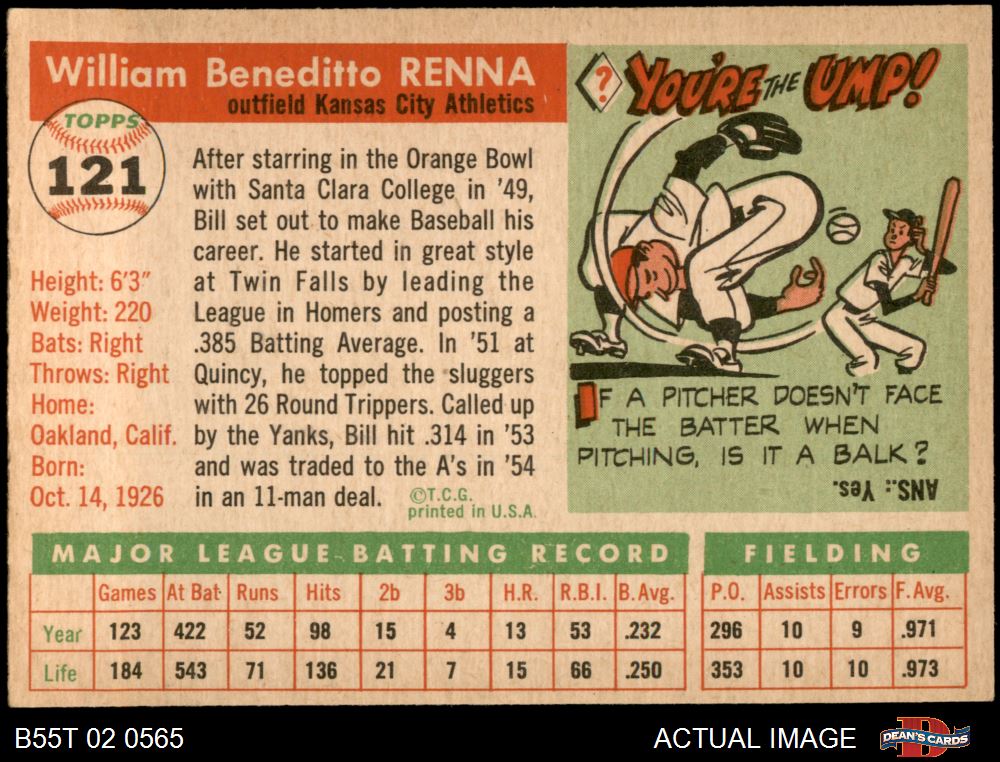 William Beneditto RENNA
outfield Kansas City Athletics
TOPPS
121
Height: 6'3"
Weight: 220
Bats: Right
Throws: Right
Home:
Oakland, Calif.
Born:
Oct. 14, 1926
After starring in the Orange Bowl
with Santa Clara College in '49,
Bill set out to make Baseball his
career. He started in great style
at Twin Falls by leading the
League in Homers and posting a
.385 Batting Average. In '51 at
Quincy, he topped the sluggers
with 26 Round Trippers. Called up
by the Yanks, Bill hit .314 in '53
and was traded to the A's in '54
in an 11-man deal.
©T.C.G.
printed in U.S.A.
? YOU'RE THE UMP!
IF A PITCHER DOESN'T FACE
THE BATTER WHEN
PITCHING, IS IT A BALK?
ANS.: Yes.
MAJOR LEAGUE BATTING RECORD
Games At Bat Runs Hits 2b 3b H.R. R.B.I. B.Avg.
Year 123 422 52 98 15 4 13 53 .232
Life 184 543 71 136 21 7 15 66 .250
FIELDING
P.O. Assists Errors F.Avg.
296 10 9 .971
353 10 10 .973
B55T 02 0565
ACTUAL IMAGE
D
DEAN'S CARDS